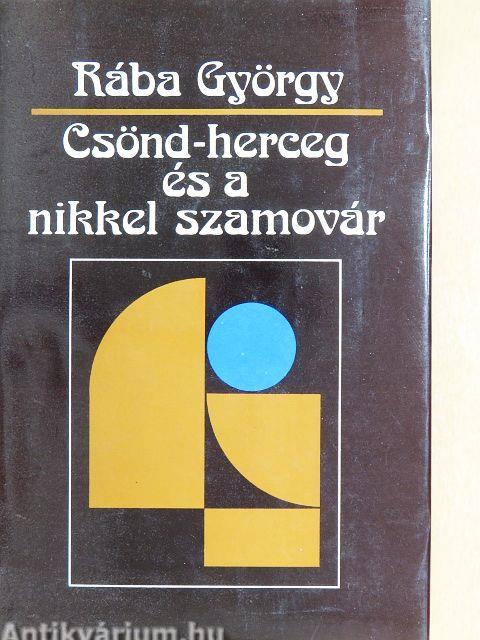 Rába György
Csönd-herceg
és a
nikkel szamovár
Antikvárium.hu